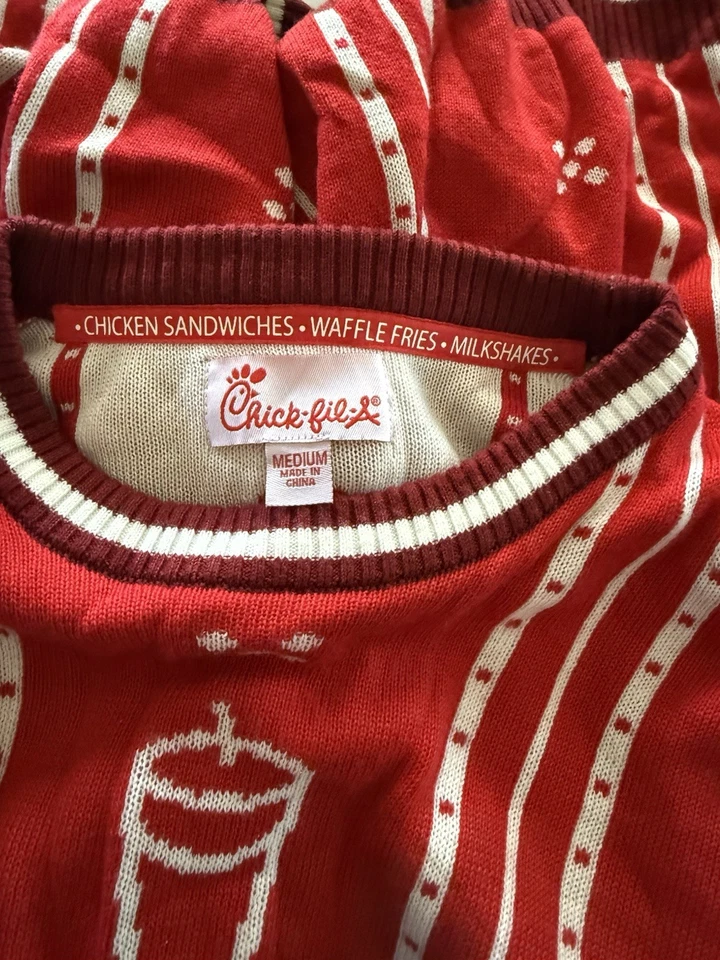 • CHICKEN SANDWICHES • WAFFLE FRIES • MILKSHAKES •
Chick-fil-A®
MEDIUM
MADE IN
CHINA